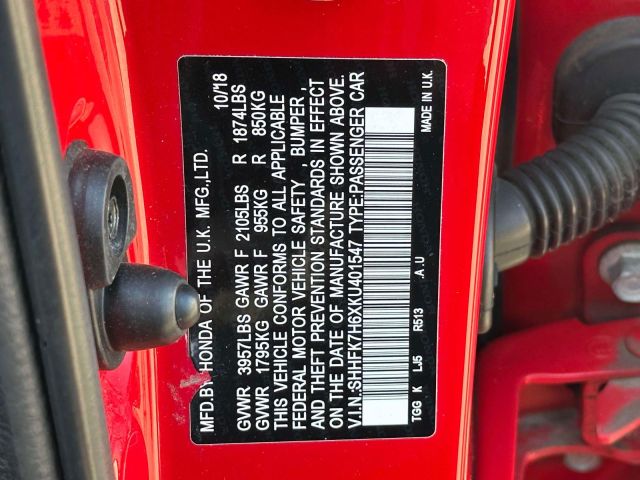 MFD.BY HONDA OF THE U.K. MFG.,LTD. 10/18
GVWR 3957LBS GAWR F 2105LBS R 1874LBS
GVWR 1795KG GAWR F 955KG R 850KG
THIS VEHICLE CONFORMS TO ALL APPLICABLE
FEDERAL MOTOR VEHICLE SAFETY, BUMPER,
AND THEFT PREVENTION STANDARDS IN EFFECT
ON THE DATE OF MANUFACTURE SHOWN ABOVE.
V.I.N.:SHHFK7H6XKU401547 TYPE:PASSENGER CAR
.A.U
TGG K LJ5 R513 MADE IN U.K.